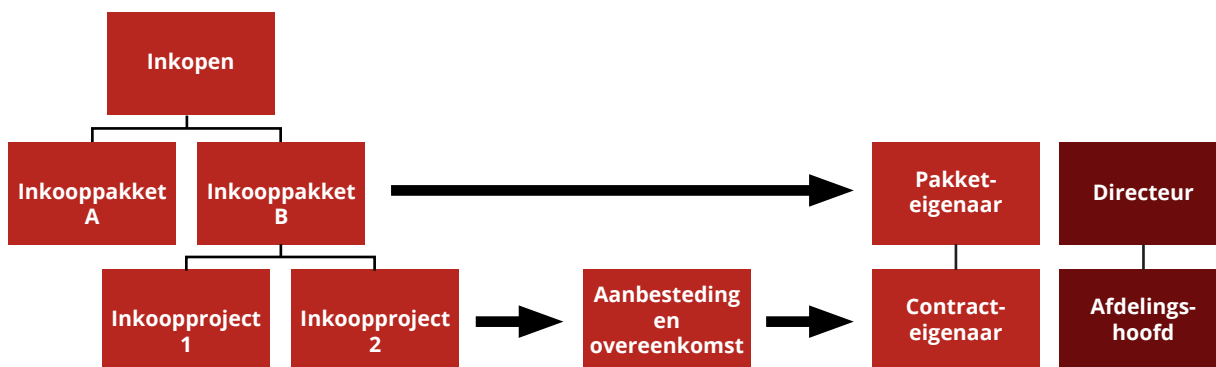 Inkopen
Inkooppakket
A
Inkooppakket
B
Pakket-
eigenaar
Directeur
Inkoopproject
1
Inkoopproject
2
Aanbesteding
en
overeenkomst
Contract-
eigenaar
Afdelings-
hoofd